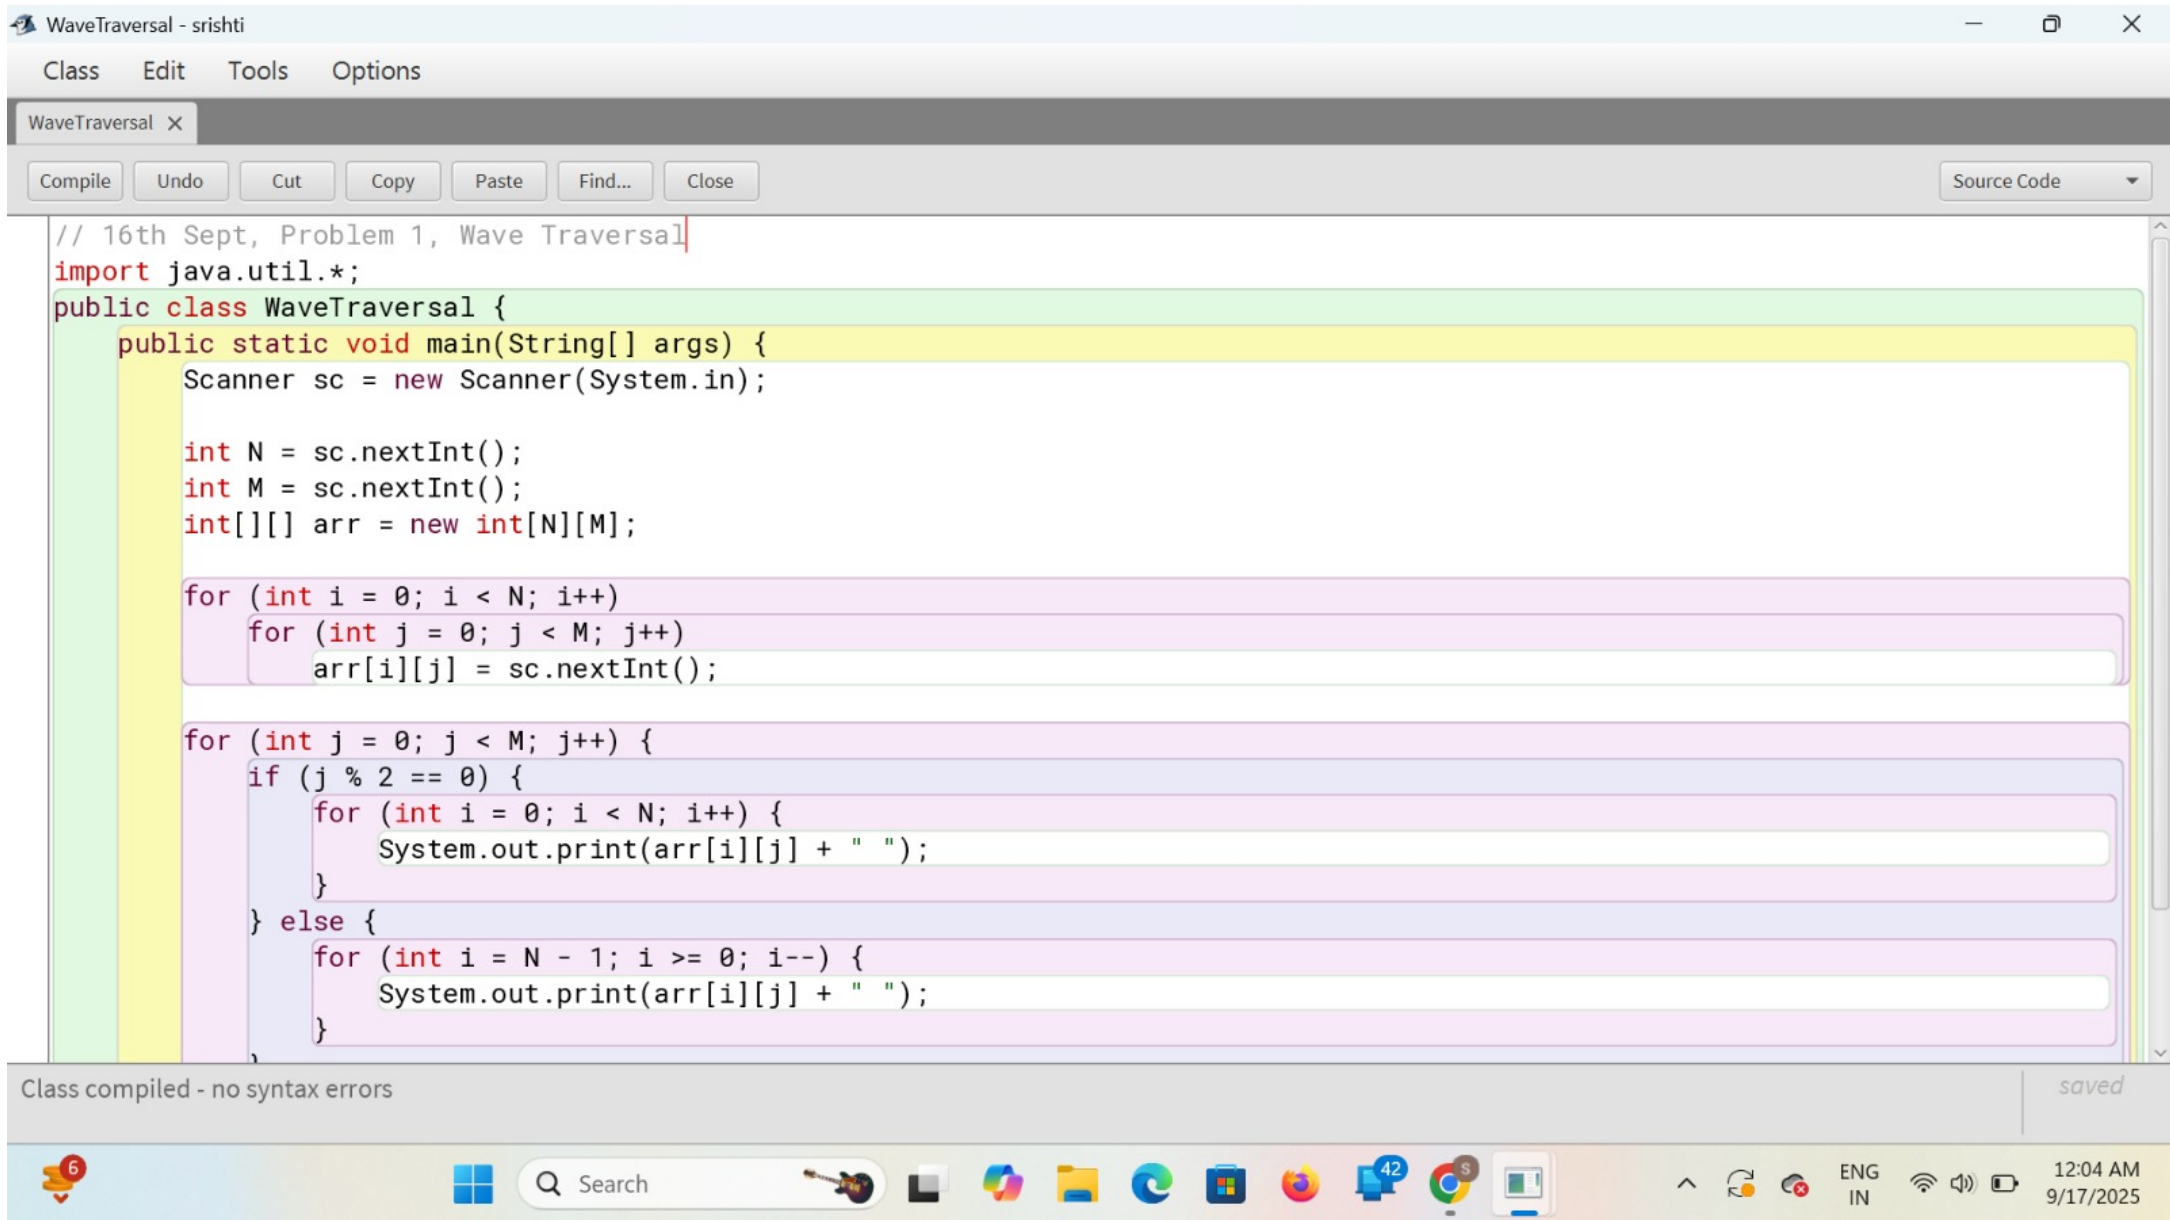 WaveTraversal - srishti
Class Edit Tools Options
WaveTraversal
Compile Undo Cut Copy Paste Find... Close Source Code
// 16th Sept, Problem 1, Wave Traversal
import java.util.*;
public class WaveTraversal {
public static void main(String[] args) {
Scanner sc = new Scanner(System.in);
int N = sc.nextInt();
int M = sc.nextInt();
int[][] arr = new int[N][M];
for (int i = 0; i < N; i++)
for (int j = 0; j < M; j++)
arr[i][j] = sc.nextInt();
for (int j = 0; j < M; j++) {
if (j % 2 == 0) {
for (int i = 0; i < N; i++) {
System.out.print(arr[i][j] + " ");
}
} else {
for (int i = N - 1; i >= 0; i--) {
System.out.print(arr[i][j] + " ");
}
Class compiled - no syntax errors
saved
6
Search
42
S
ENG
IN
12:04 AM
9/17/2025